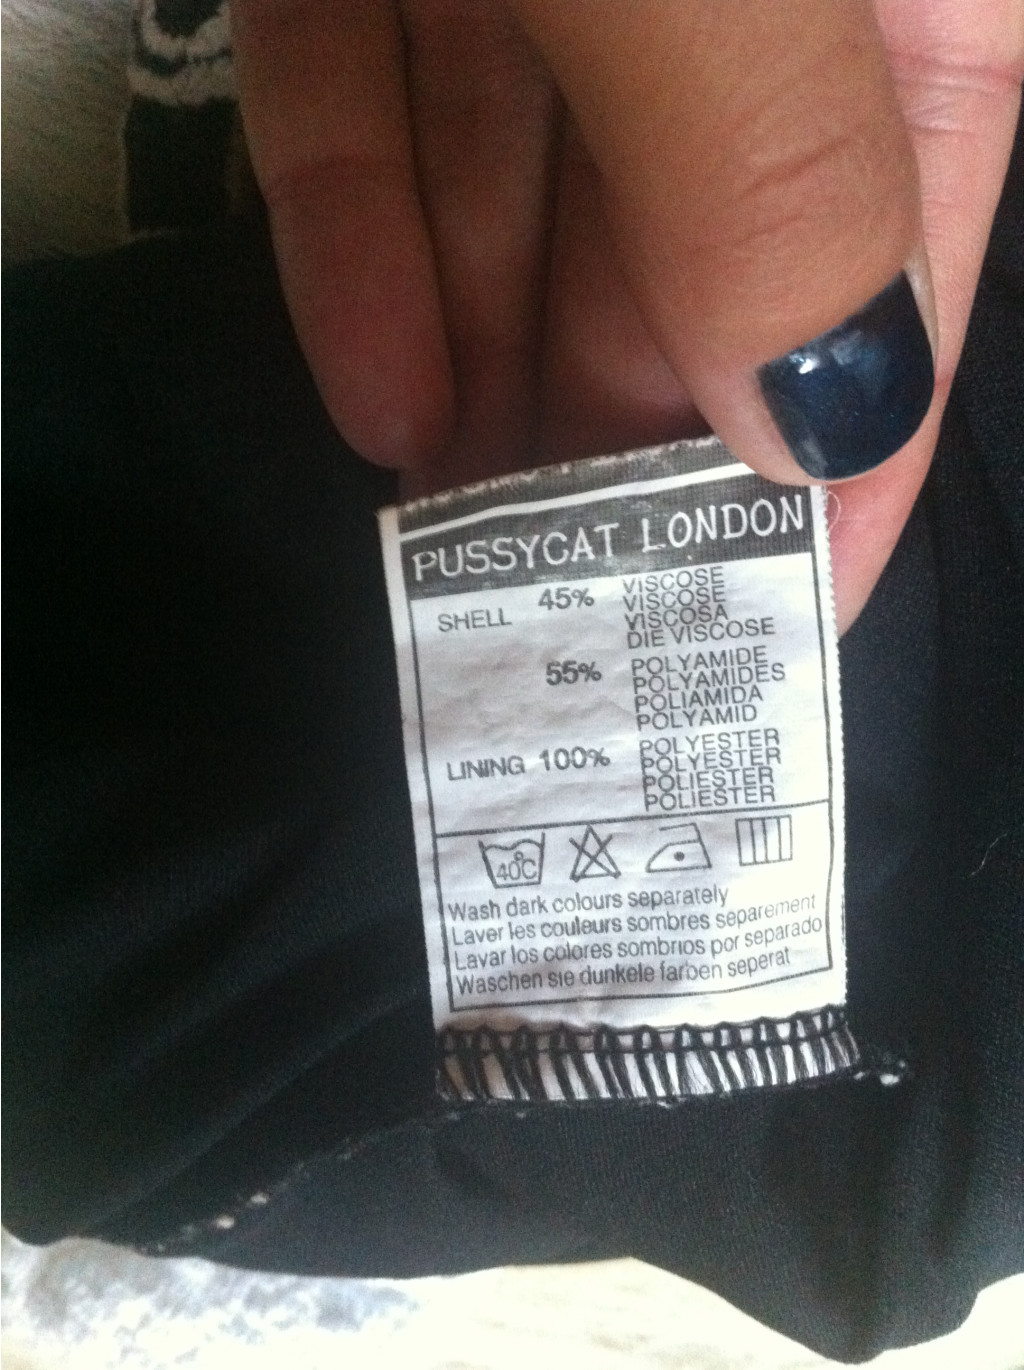 PUSSYCAT LONDON
SHELL 45% VISCOSE
VISCOSE
VISCOSA
DIE VISCOSE
55% POLYAMIDE
POLYAMIDES
POLIAMIDA
POLYAMID
LINING 100% POLYESTER
POLYESTER
POLIESTER
POLIESTER
40°C
Wash dark colours separately
Laver les couleurs sombres separement
Lavar los colores sombrios por separado
Waschen sie dunkele farben seperat